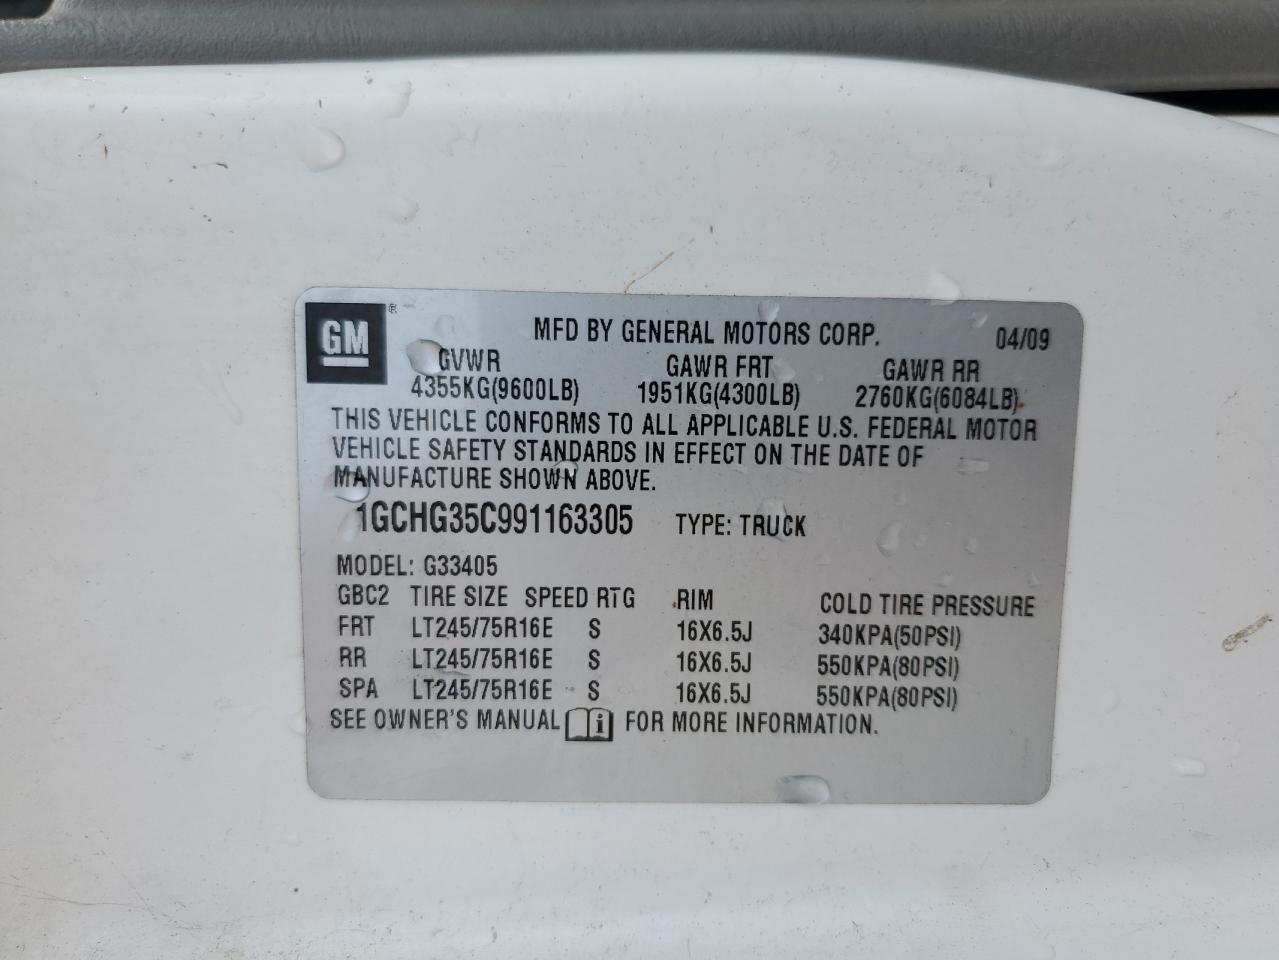 GM ®
MFD BY GENERAL MOTORS CORP. 04/09
GVWR GAWR FRT GAWR RR
4355KG(9600LB) 1951KG(4300LB) 2760KG(6084LB)
THIS VEHICLE CONFORMS TO ALL APPLICABLE U.S. FEDERAL MOTOR
VEHICLE SAFETY STANDARDS IN EFFECT ON THE DATE OF
MANUFACTURE SHOWN ABOVE.
1GCHG35C991163305 TYPE: TRUCK
MODEL: G33405
GBC2 TIRE SIZE SPEED RTG RIM COLD TIRE PRESSURE
FRT LT245/75R16E S 16X6.5J 340KPA(50PSI)
RR LT245/75R16E S 16X6.5J 550KPA(80PSI)
SPA LT245/75R16E S 16X6.5J 550KPA(80PSI)
SEE OWNER'S MANUAL i FOR MORE INFORMATION.